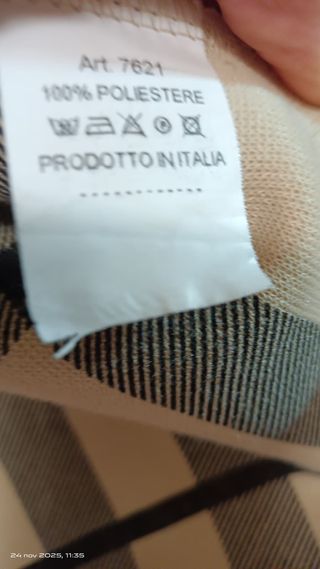 Art. 7621
100% POLIESTERE
PRODOTTO IN ITALIA
24 nov 2025, 11:35